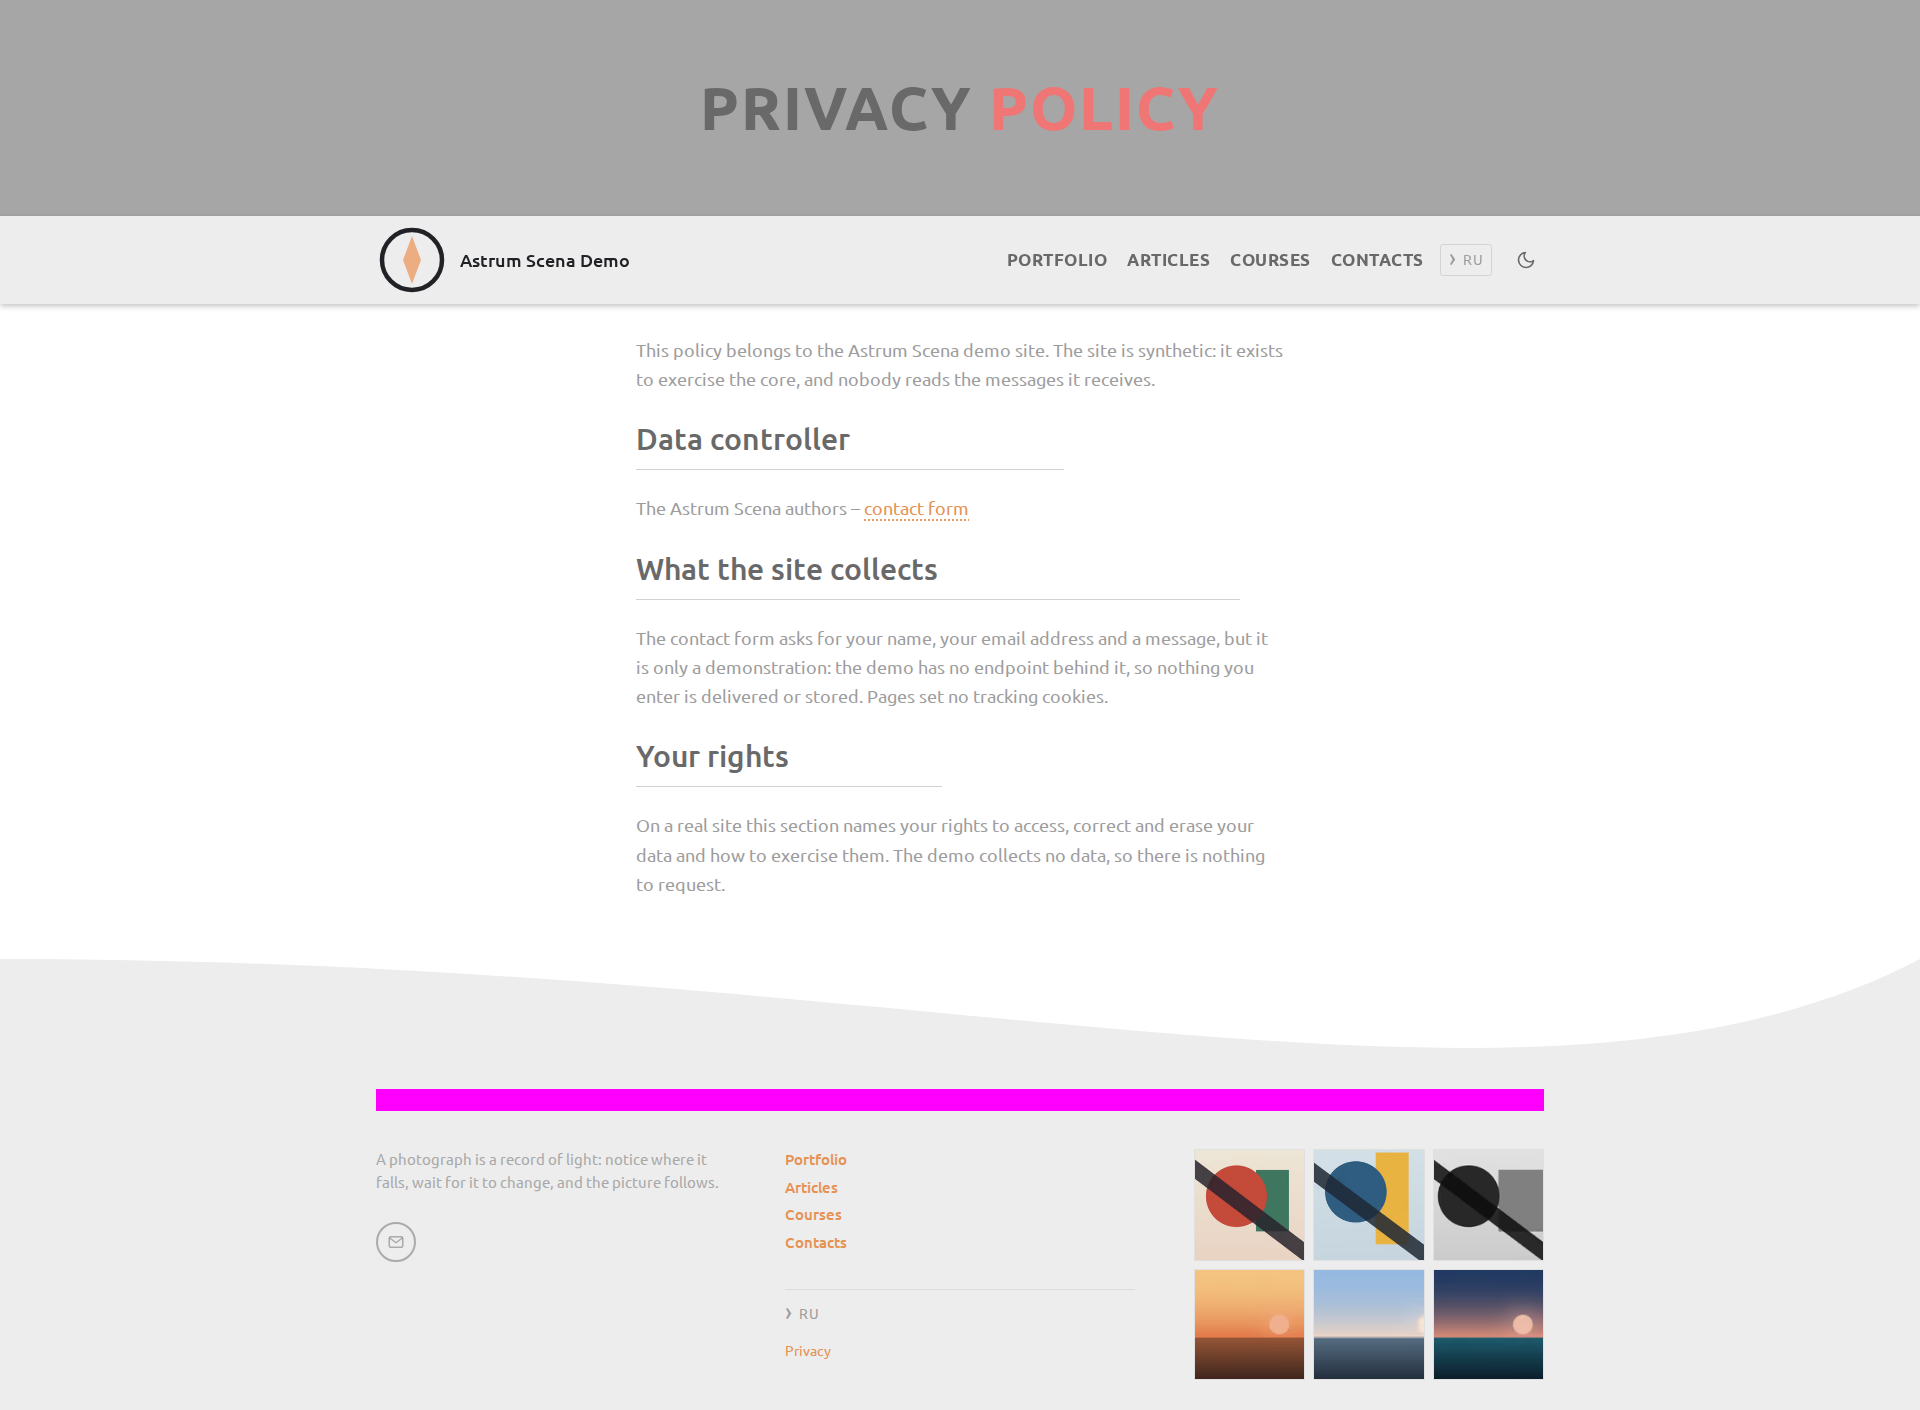 PRIVACY POLICY
Astrum Scena Demo
PORTFOLIO ARTICLES COURSES CONTACTS RU
This policy belongs to the Astrum Scena demo site. The site is synthetic: it exists
to exercise the core, and nobody reads the messages it receives.
Data controller
The Astrum Scena authors – contact form
What the site collects
The contact form asks for your name, your email address and a message, but it
is only a demonstration: the demo has no endpoint behind it, so nothing you
enter is delivered or stored. Pages set no tracking cookies.
Your rights
On a real site this section names your rights to access, correct and erase your
data and how to exercise them. The demo collects no data, so there is nothing
to request.
A photograph is a record of light: notice where it
falls, wait for it to change, and the picture follows.
Portfolio
Articles
Courses
Contacts
RU
Privacy